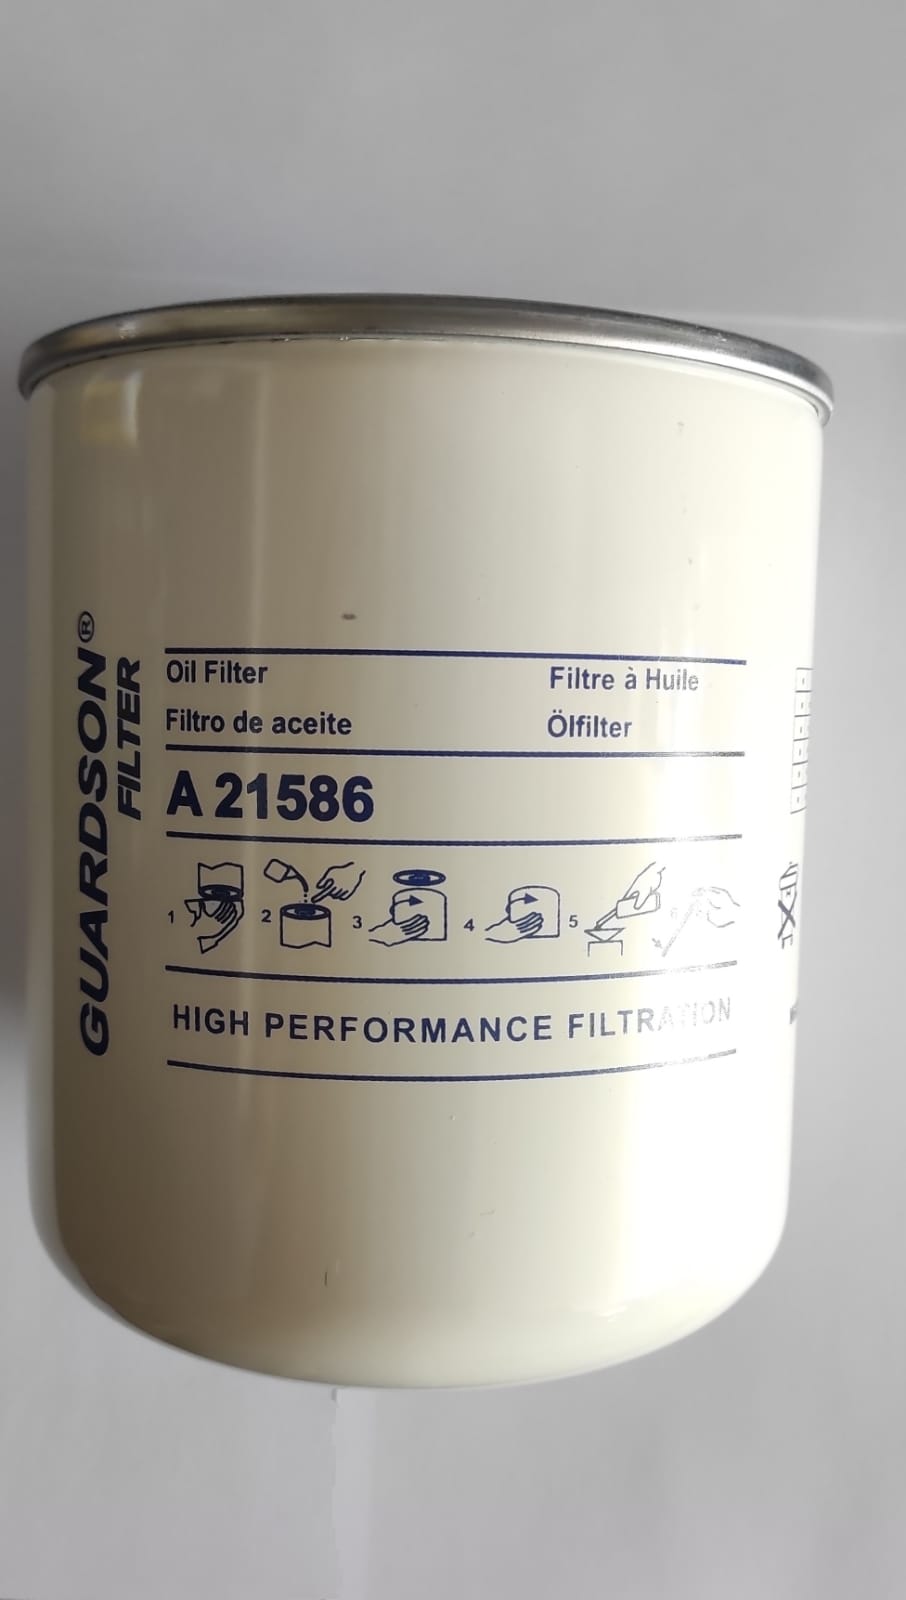 GUARDSON®
FILTER
Oil Filter Filtre à Huile
Filtro de aceite Ölfilter
A 21586
1 2 3 4 5
HIGH PERFORMANCE FILTRATION